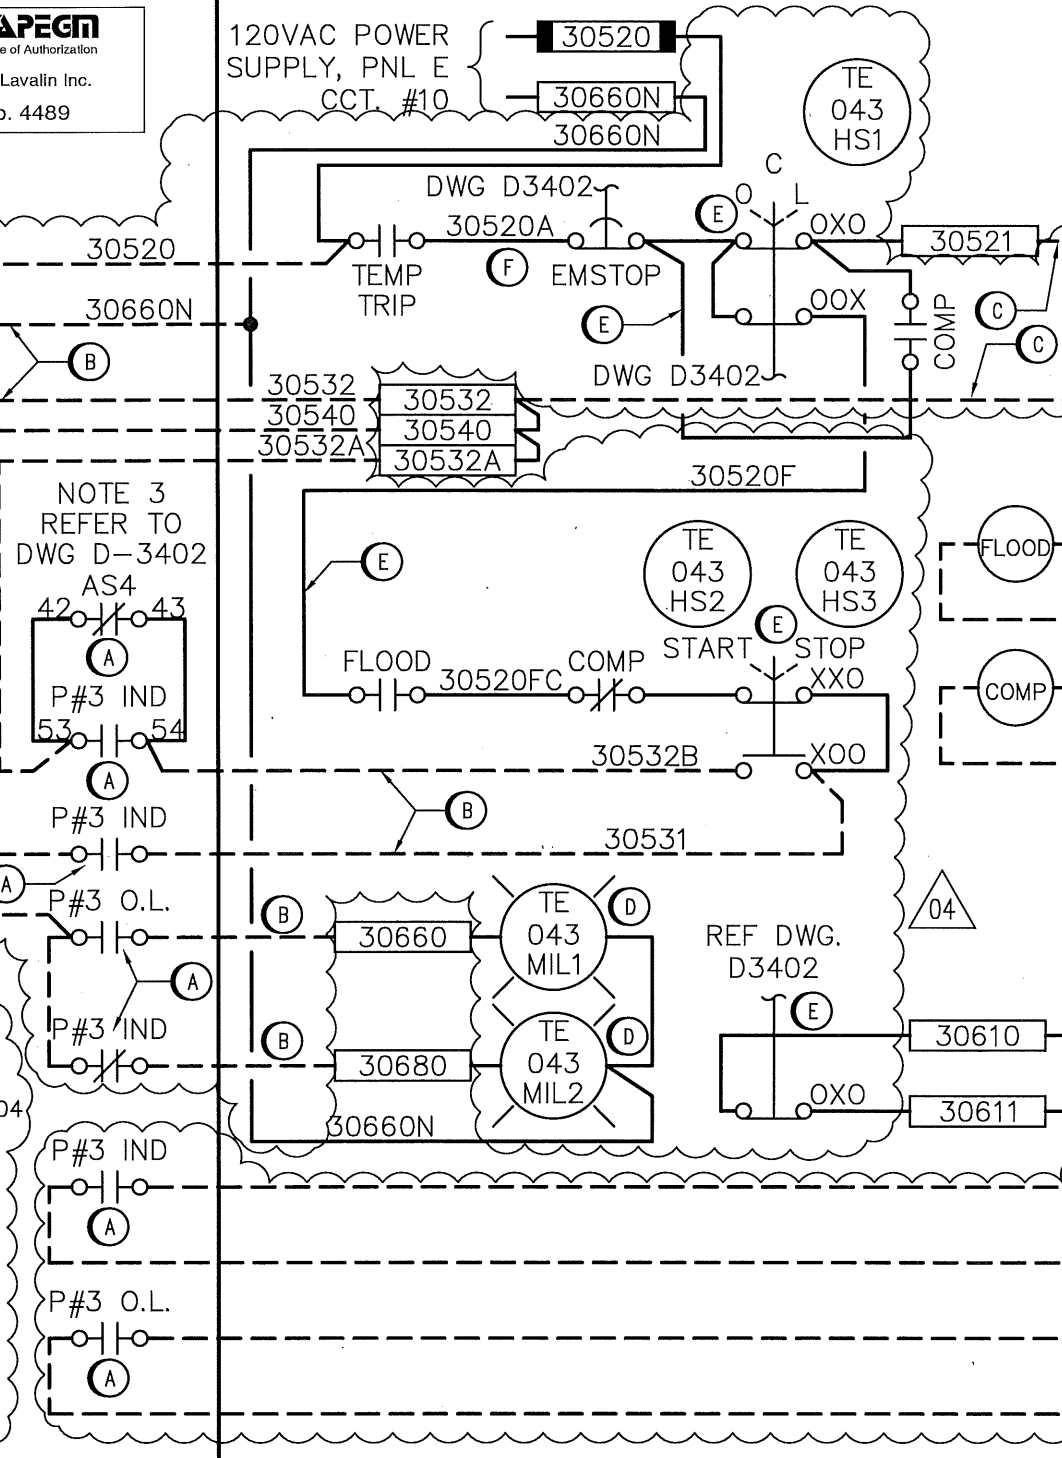 APEGM
e of Authorization
Lavalin Inc.
o. 4489
120VAC POWER
SUPPLY, PNL E
CCT. #10
30520
30660N
30660N
TE
043
HS1
DWG D3402
C
O L
E
OXO
30520A
30520
TEMP
TRIP
F
EMSTOP
30521
30660N
E
OOX
COMP
C
C
B
DWG D3402
30532
30532
30540
30540
30532A
30532A
30520F
NOTE 3
REFER TO
DWG D-3402
AS4
42 43
A
E
TE
043
HS2
TE
043
HS3
FLOOD
E
START STOP
FLOOD
30520FC
COMP
XXO
COMP
P#3 IND
53 54
A
30532B
XOO
B
P#3 IND
30531
A
P#3 O.L.
B
30660
TE
043
MIL1
D
04
REF DWG.
D3402
A
E
P#3 IND
B
30680
TE
043
MIL2
D
30610
04
30660N
OXO
30611
P#3 IND
A
P#3 O.L.
A